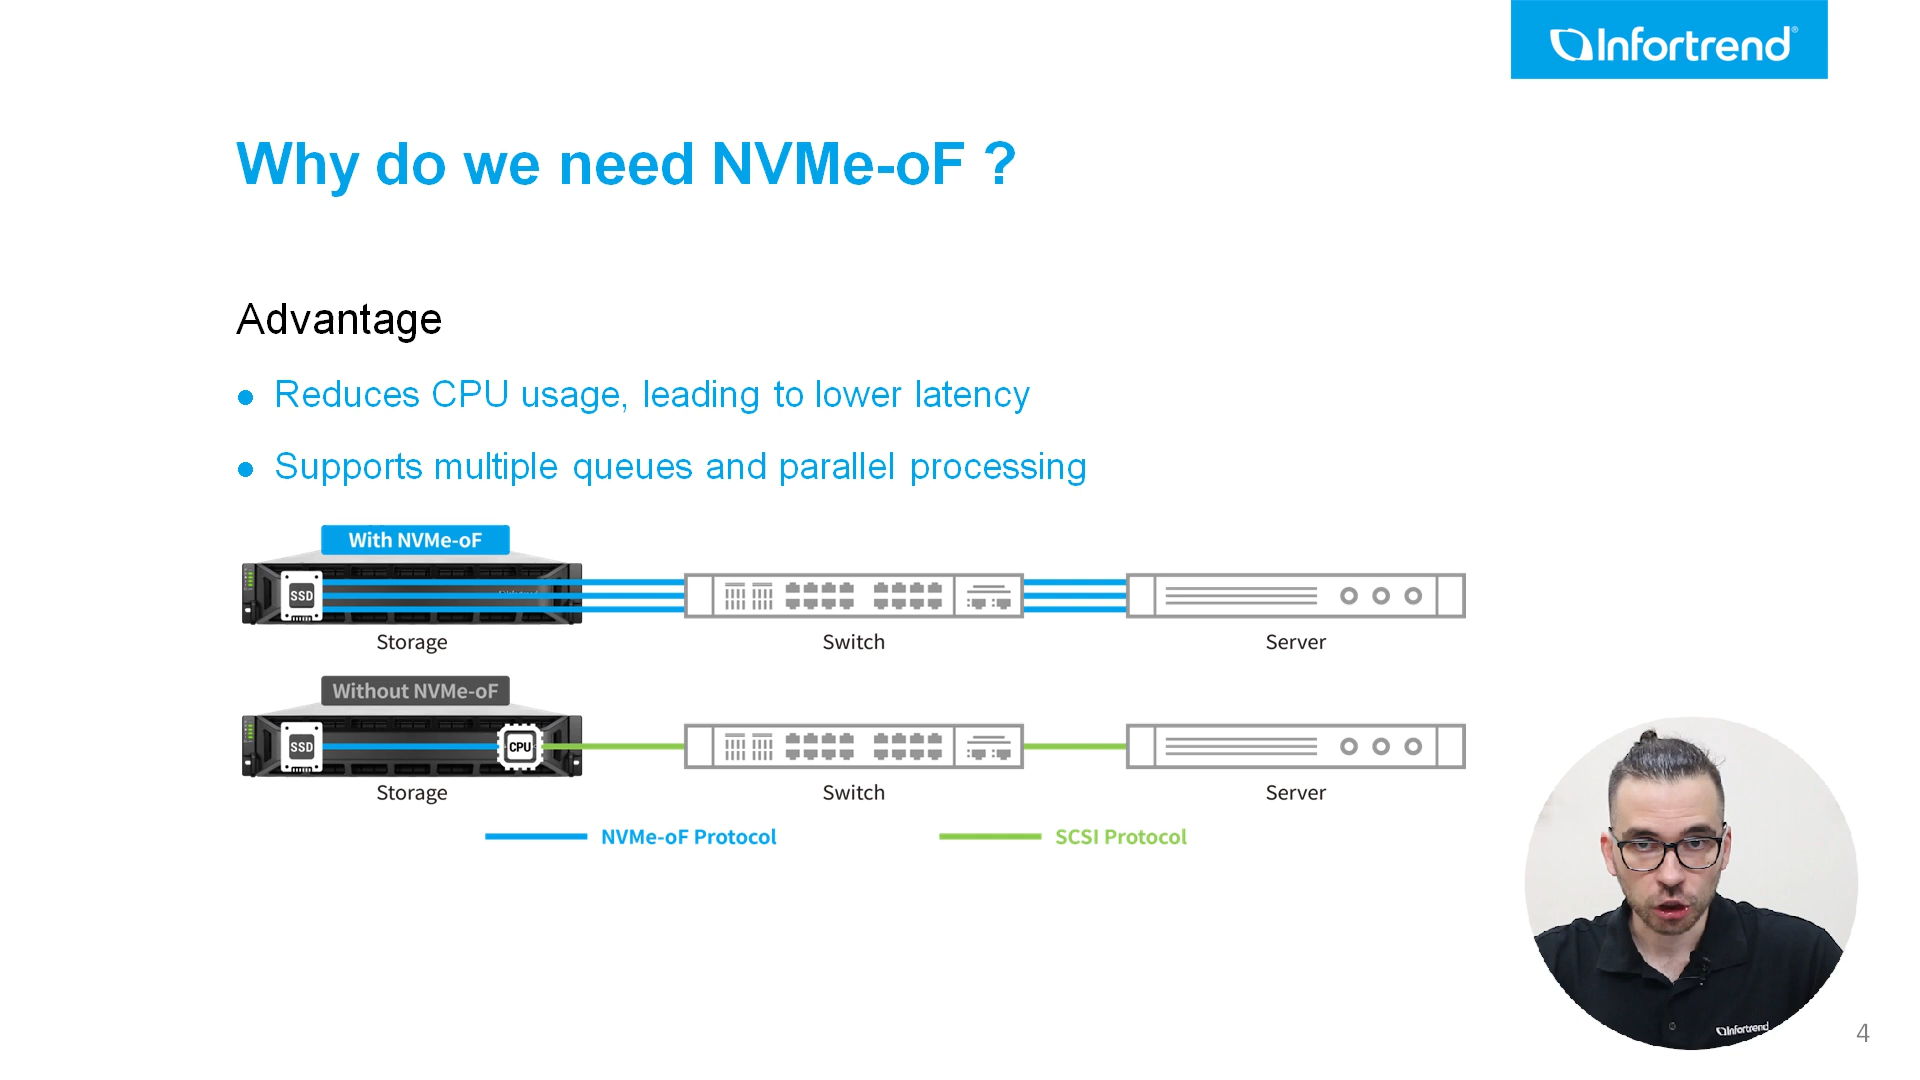 Infortrend®
Why do we need NVMe-oF ?
Advantage
● Reduces CPU usage, leading to lower latency
● Supports multiple queues and parallel processing
With NVMe-oF
SSD
Storage
Switch
Server
Without NVMe-oF
SSD
CPU
Storage
Switch
Server
NVMe-oF Protocol
SCSI Protocol
Infortrend
4